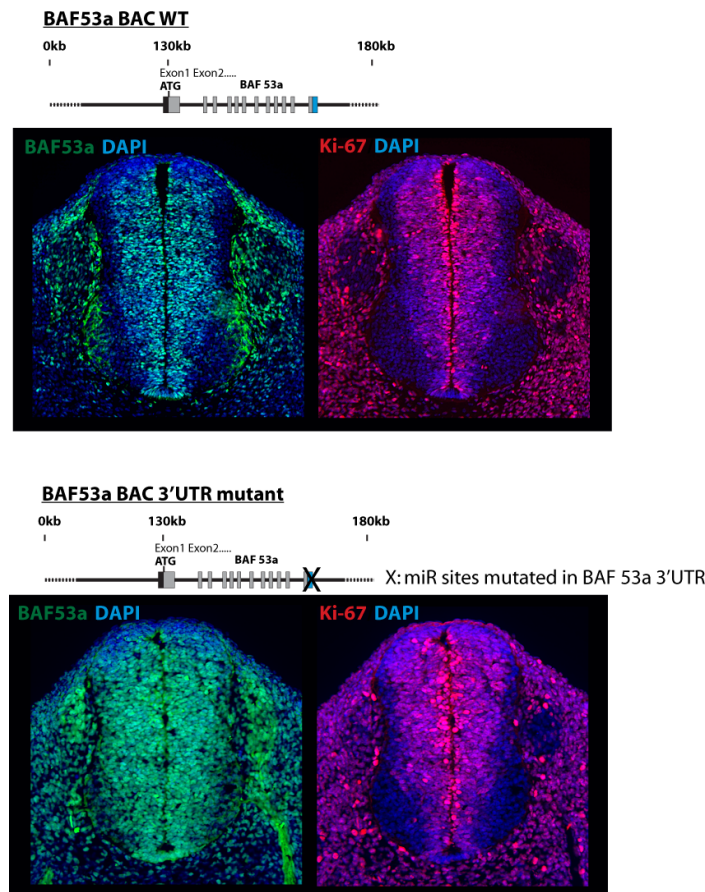 BAF53a BAC WT
0kb 130kb 180kb
Exon1 Exon2.....
ATG BAF 53a
BAF53a DAPI Ki-67 DAPI
BAF53a BAC 3’UTR mutant
0kb 130kb 180kb
Exon1 Exon2.....
ATG BAF 53a
X X: miR sites mutated in BAF 53a 3’UTR
BAF53a DAPI Ki-67 DAPI